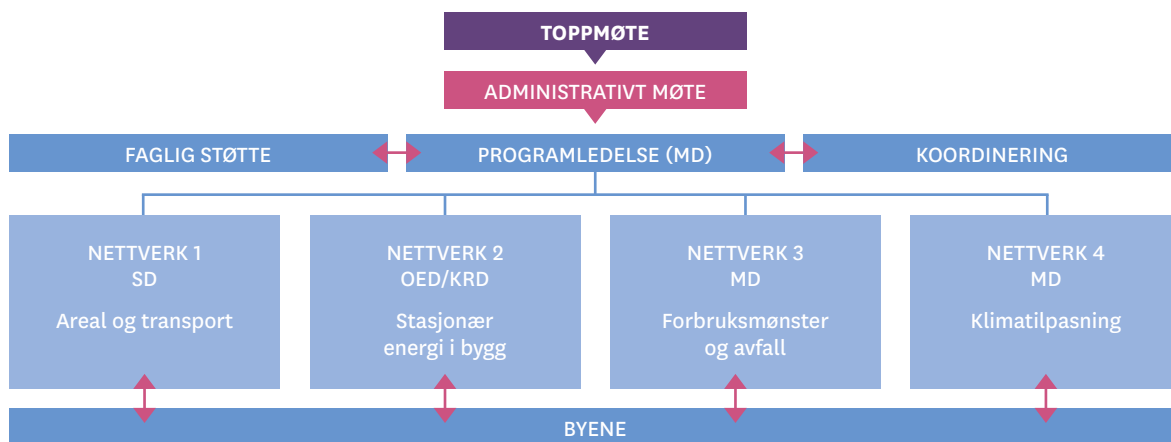 TOPPMØTE
ADMINISTRATIVT MØTE
FAGLIG STØTTE
PROGRAMLEDELSE (MD)
KOORDINERING
NETTVERK 1
SD
Areal og transport
NETTVERK 2
OED/KRD
Stasjonær
energi i bygg
NETTVERK 3
MD
Forbruksmønster
og avfall
NETTVERK 4
MD
Klimatilpasning
BYENE